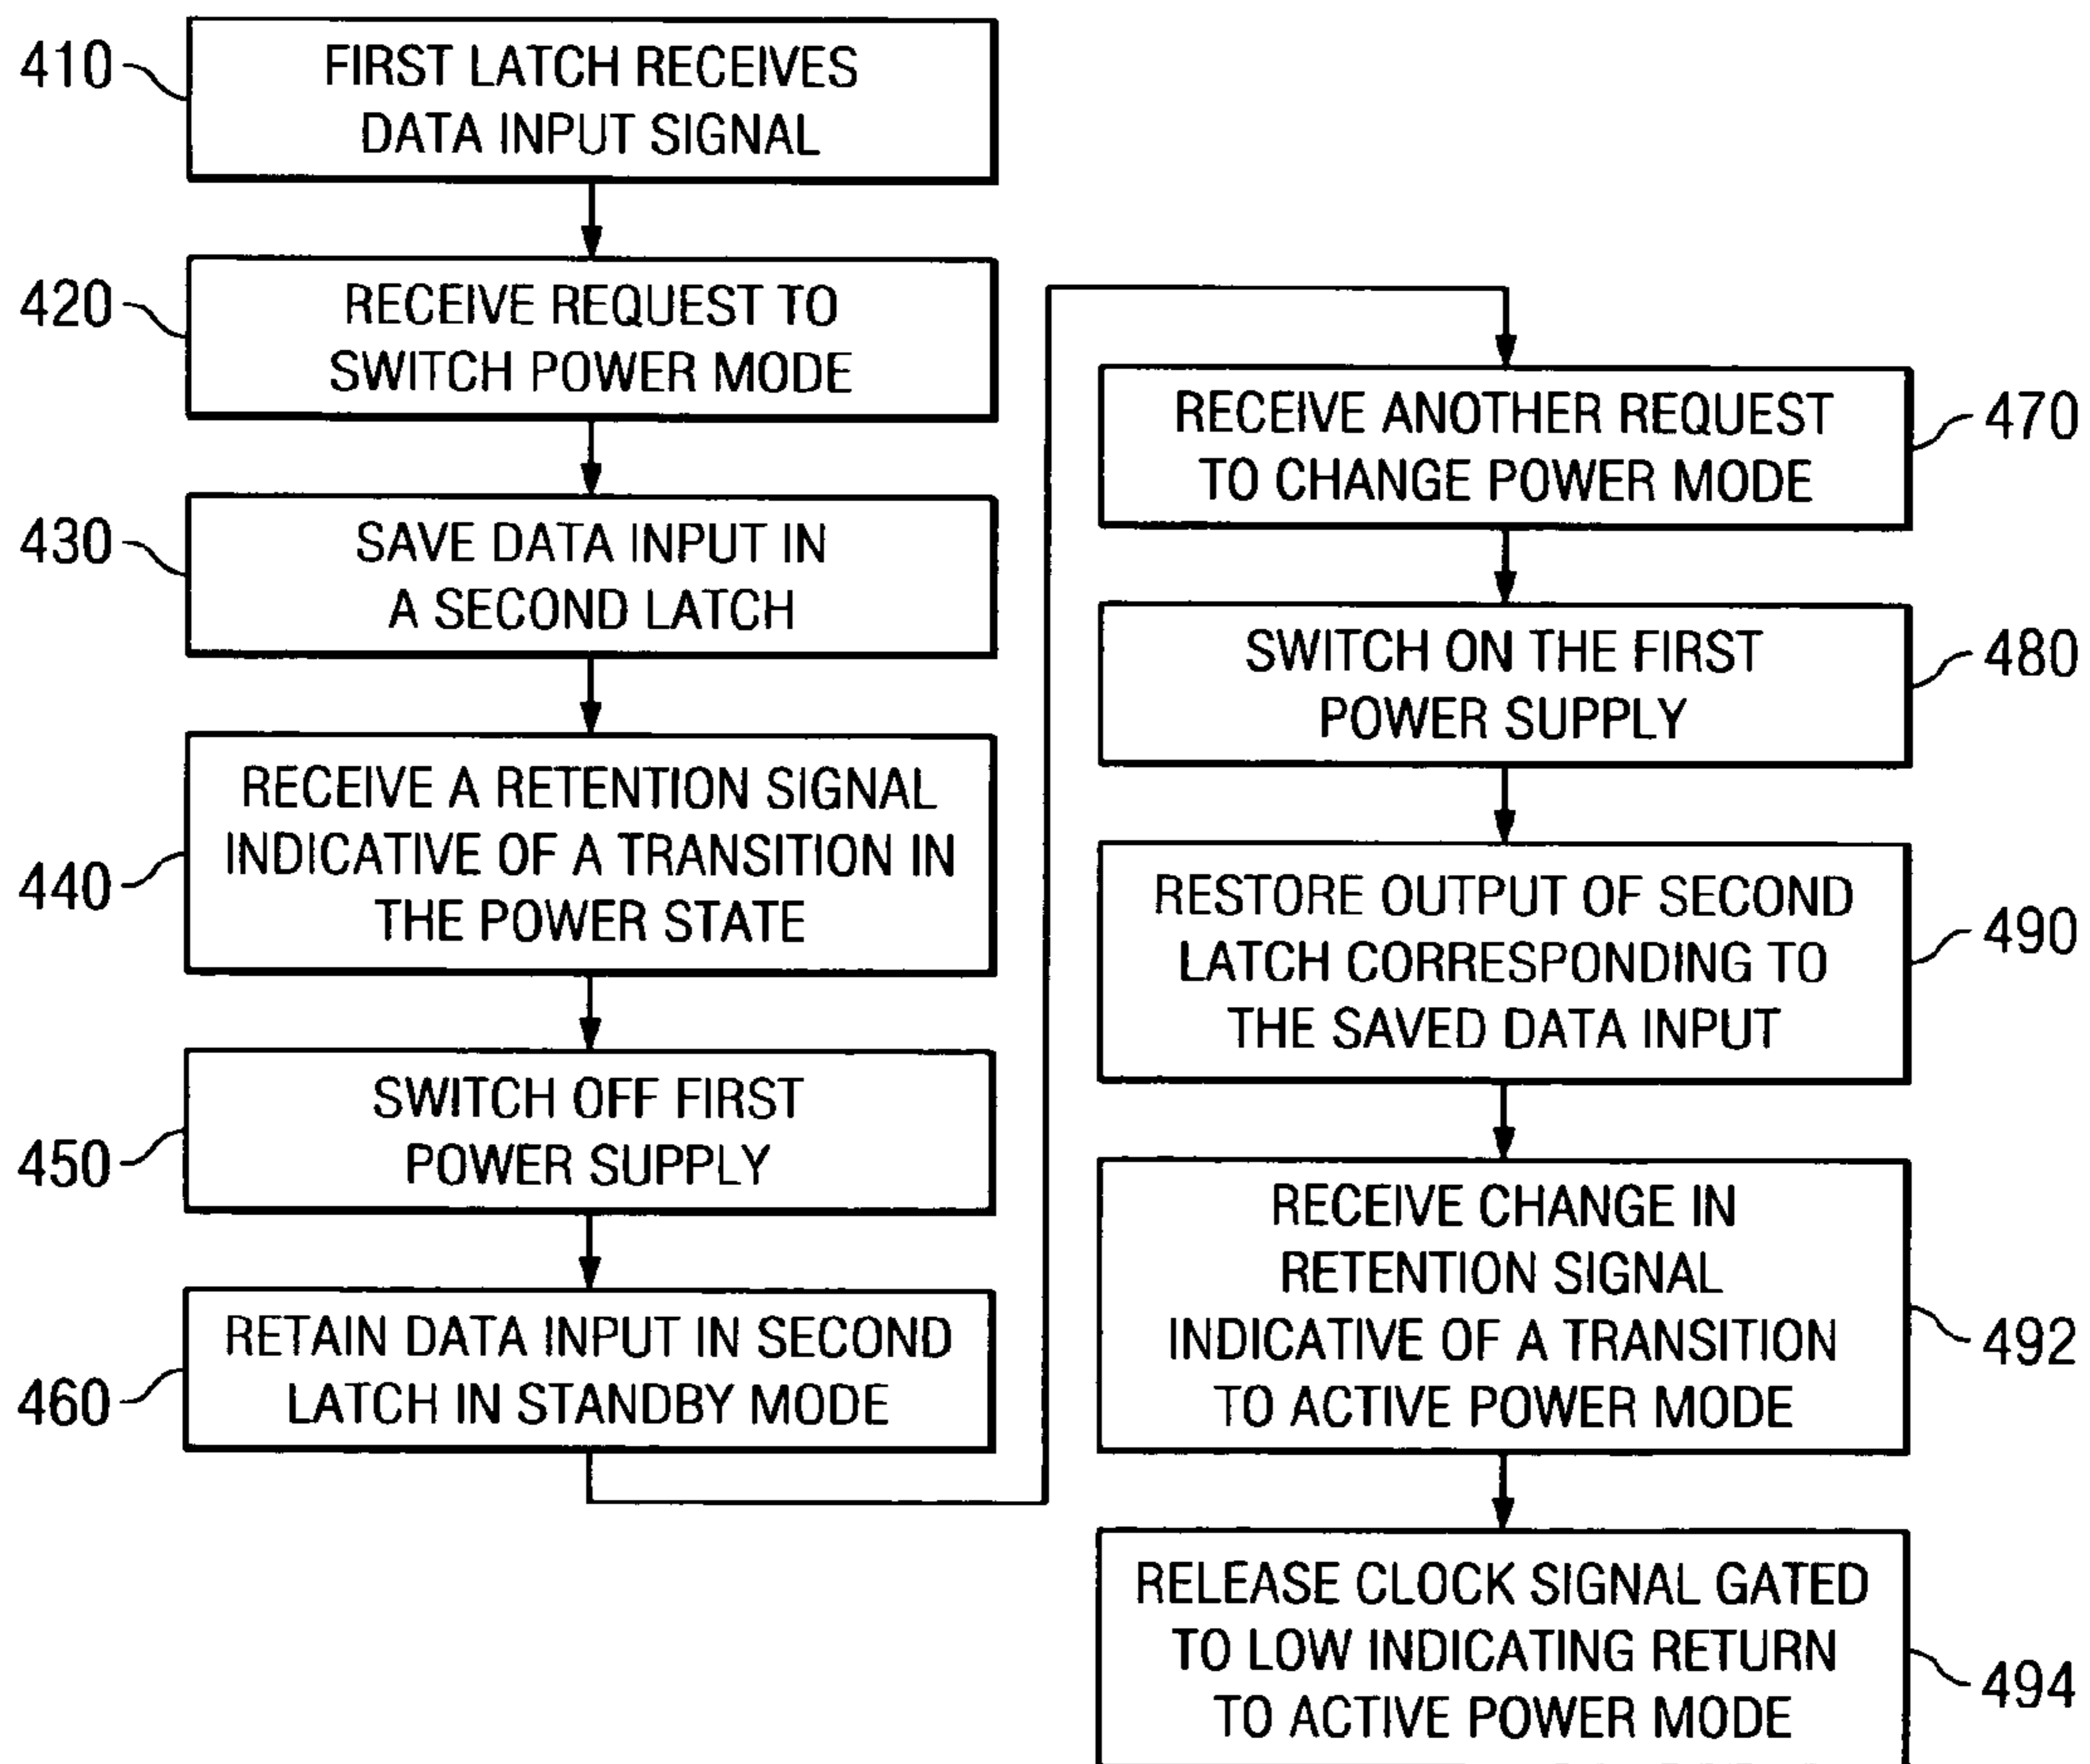 410
FIRST LATCH RECEIVES
DATA INPUT SIGNAL
420
RECEIVE REQUEST TO
SWITCH POWER MODE
430
SAVE DATA INPUT IN
A SECOND LATCH
440
RECEIVE A RETENTION SIGNAL
INDICATIVE OF A TRANSITION IN
THE POWER STATE
450
SWITCH OFF FIRST
POWER SUPPLY
460
RETAIN DATA INPUT IN SECOND
LATCH IN STANDBY MODE
RECEIVE ANOTHER REQUEST
TO CHANGE POWER MODE
470
SWITCH ON THE FIRST
POWER SUPPLY
480
RESTORE OUTPUT OF SECOND
LATCH CORRESPONDING TO
THE SAVED DATA INPUT
490
RECEIVE CHANGE IN
RETENTION SIGNAL
INDICATIVE OF A TRANSITION
TO ACTIVE POWER MODE
492
RELEASE CLOCK SIGNAL GATED
TO LOW INDICATING RETURN
TO ACTIVE POWER MODE
494